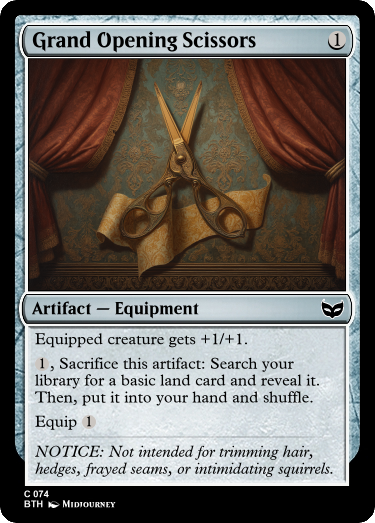 Grand Opening Scissors 1
Artifact — Equipment
Equipped creature gets +1/+1.
1, Sacrifice this artifact: Search your
library for a basic land card and reveal it.
Then, put it into your hand and shuffle.
Equip 1
NOTICE: Not intended for trimming hair,
hedges, frayed seams, or intimidating squirrels.
C 074
BTH Midjourney